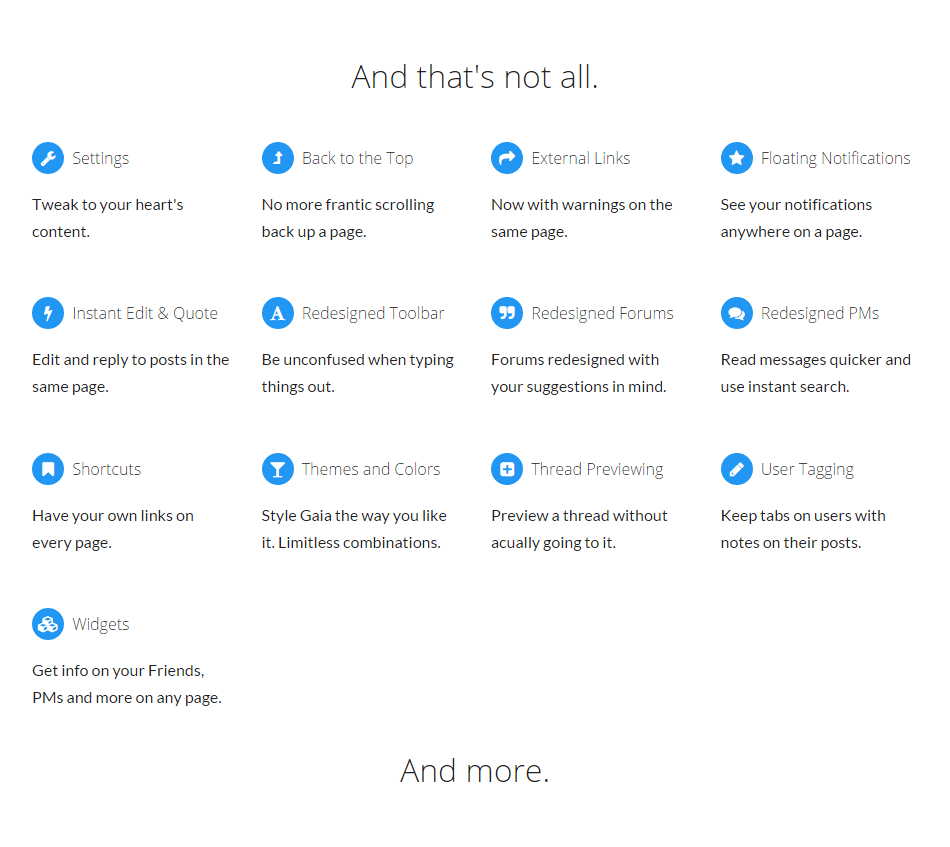 And that's not all.
Settings
Tweak to your heart's
content.
Back to the Top
No more frantic scrolling
back up a page.
External Links
Now with warnings on the
same page.
Floating Notifications
See your notifications
anywhere on a page.
Instant Edit & Quote
Edit and reply to posts in the
same page.
Redesigned Toolbar
Be unconfused when typing
things out.
Redesigned Forums
Forums redesigned with
your suggestions in mind.
Redesigned PMs
Read messages quicker and
use instant search.
Shortcuts
Have your own links on
every page.
Themes and Colors
Style Gaia the way you like
it. Limitless combinations.
Thread Previewing
Preview a thread without
acually going to it.
User Tagging
Keep tabs on users with
notes on their posts.
Widgets
Get info on your Friends,
PMs and more on any page.
And more.